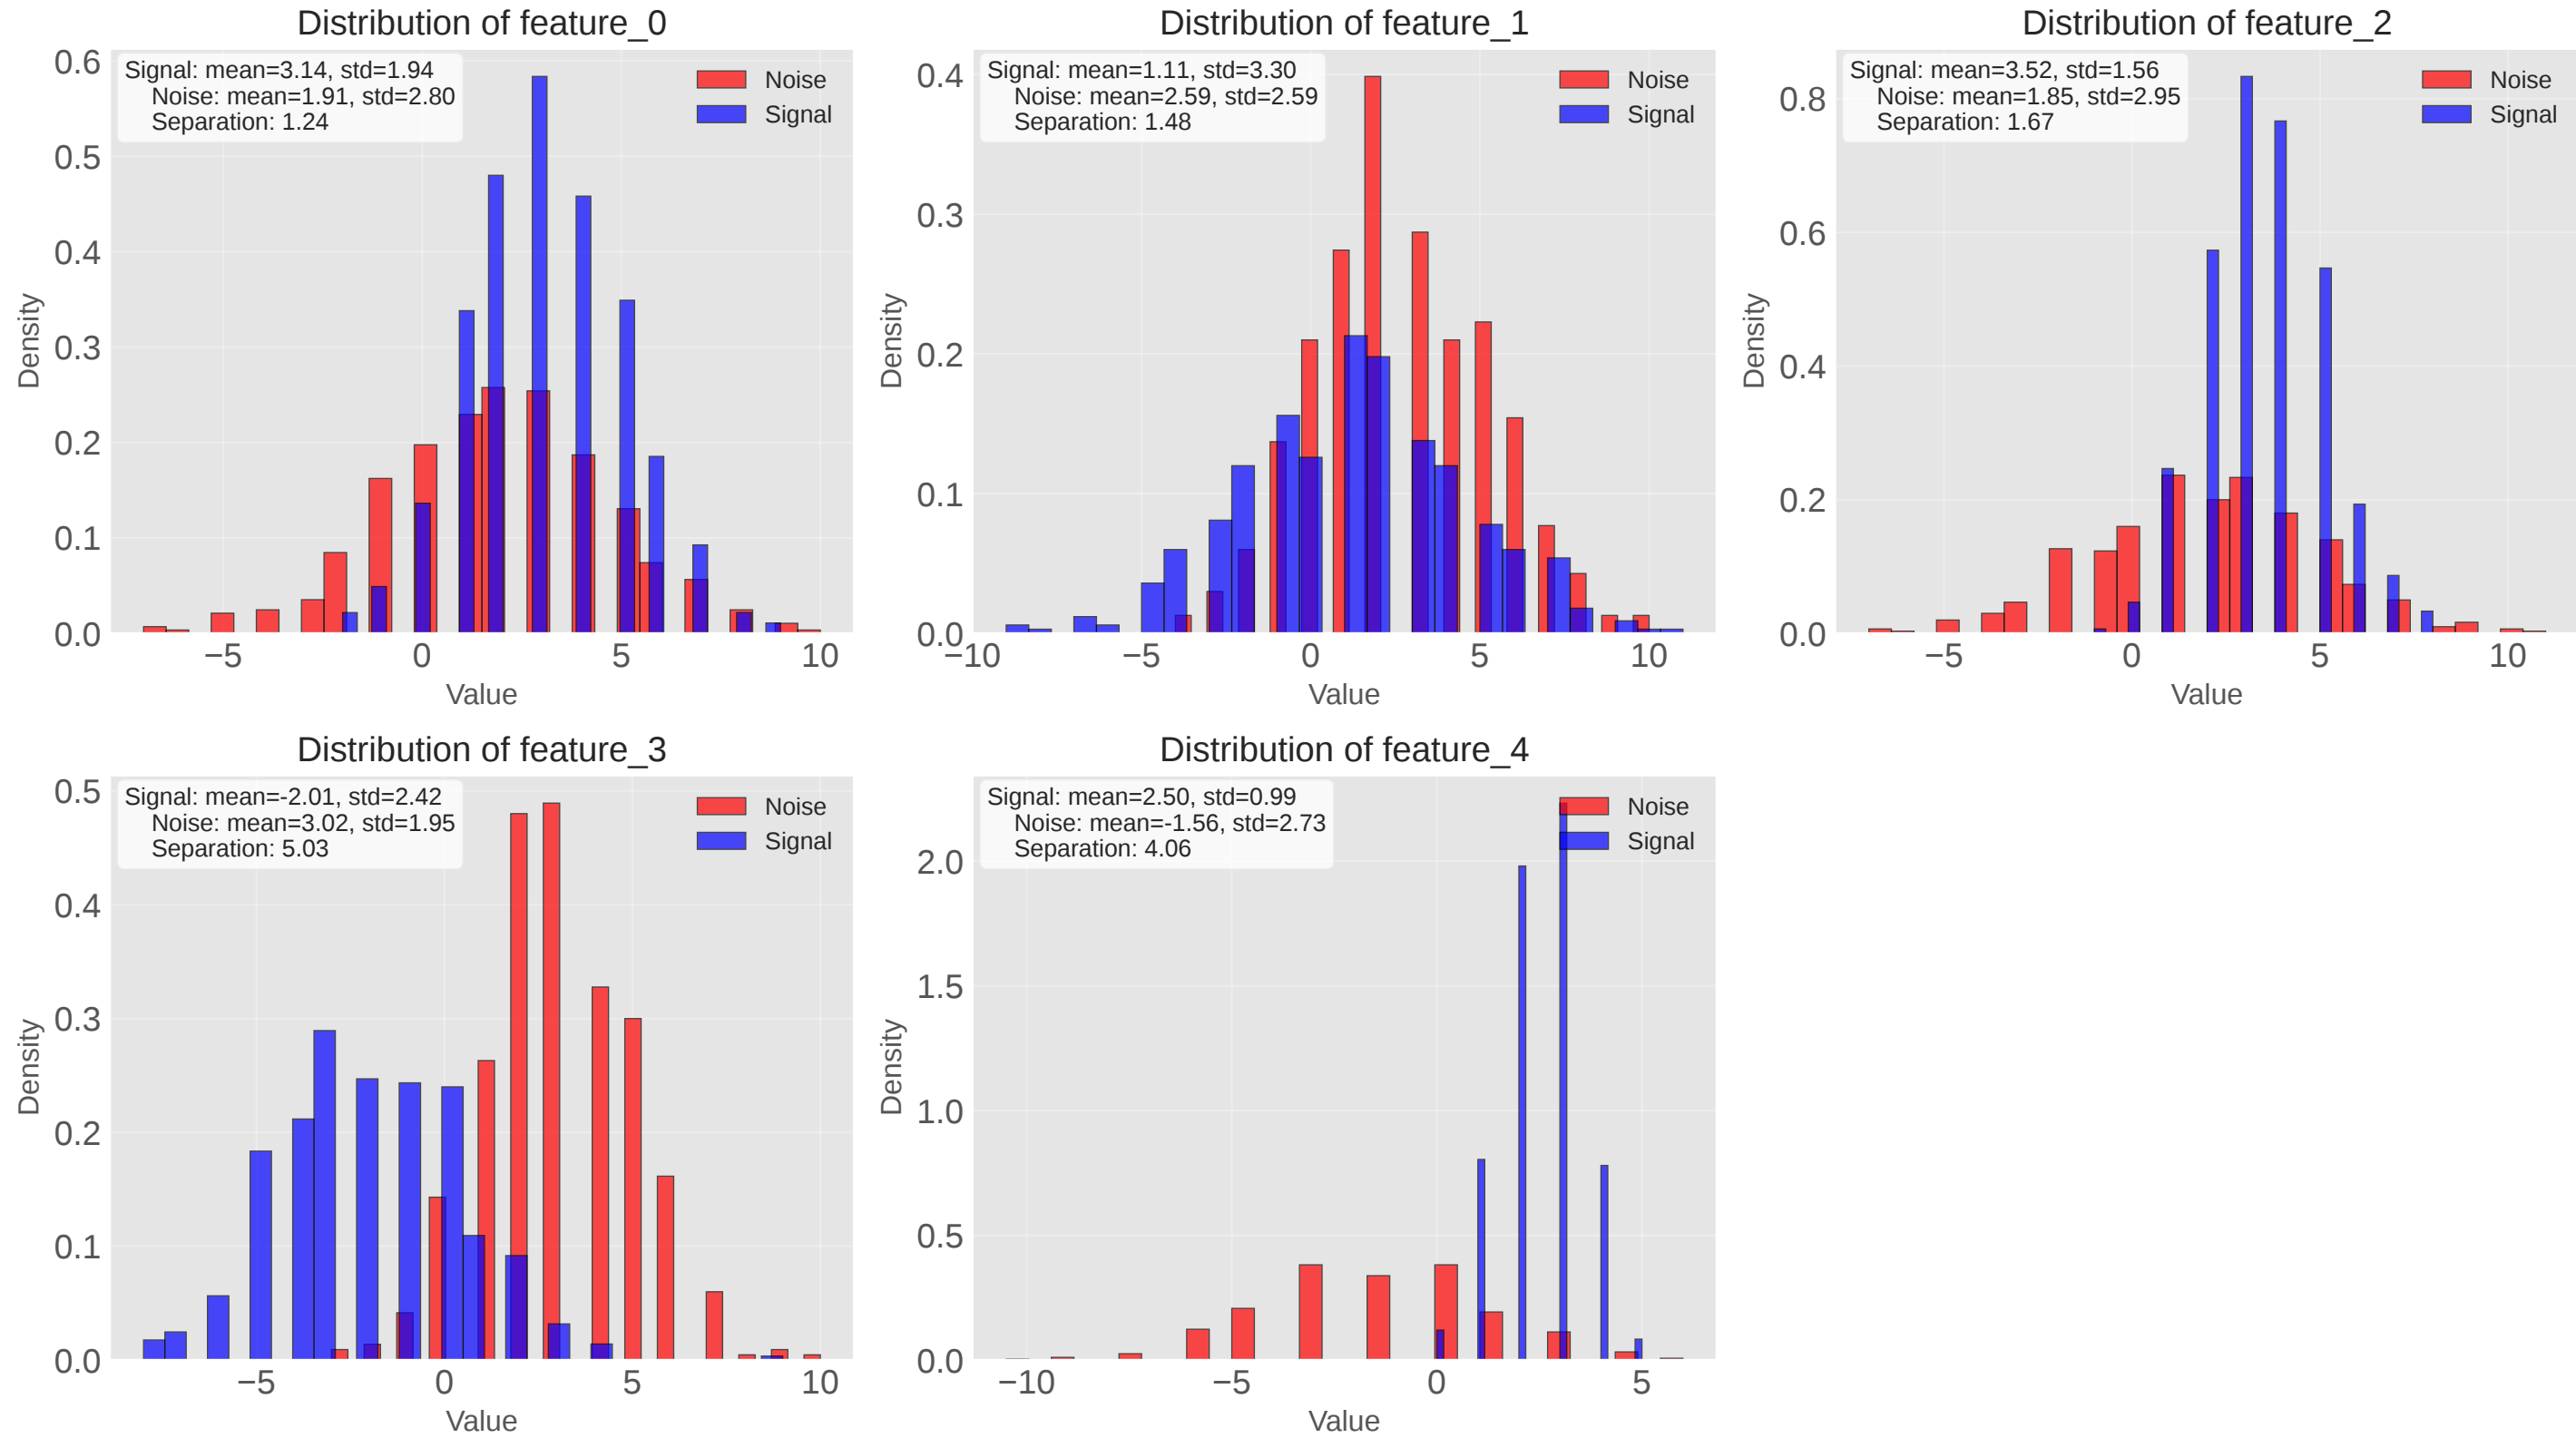 Distribution of feature_0
Signal: mean=3.14, std=1.94
Noise: mean=1.91, std=2.80
Separation: 1.24
Noise
Signal
0.6
0.5
0.4
0.3
0.2
0.1
0.0
Density
−5 0 5 10
Value
Distribution of feature_1
Signal: mean=1.11, std=3.30
Noise: mean=2.59, std=2.59
Separation: 1.48
Noise
Signal
0.4
0.3
0.2
0.1
0.0
Density
−10 −5 0 5 10
Value
Distribution of feature_2
Signal: mean=3.52, std=1.56
Noise: mean=1.85, std=2.95
Separation: 1.67
Noise
Signal
0.8
0.6
0.4
0.2
0.0
Density
−5 0 5 10
Value
Distribution of feature_3
Signal: mean=-2.01, std=2.42
Noise: mean=3.02, std=1.95
Separation: 5.03
Noise
Signal
0.5
0.4
0.3
0.2
0.1
0.0
Density
−5 0 5 10
Value
Distribution of feature_4
Signal: mean=2.50, std=0.99
Noise: mean=-1.56, std=2.73
Separation: 4.06
Noise
Signal
2.0
1.5
1.0
0.5
0.0
Density
−10 −5 0 5
Value